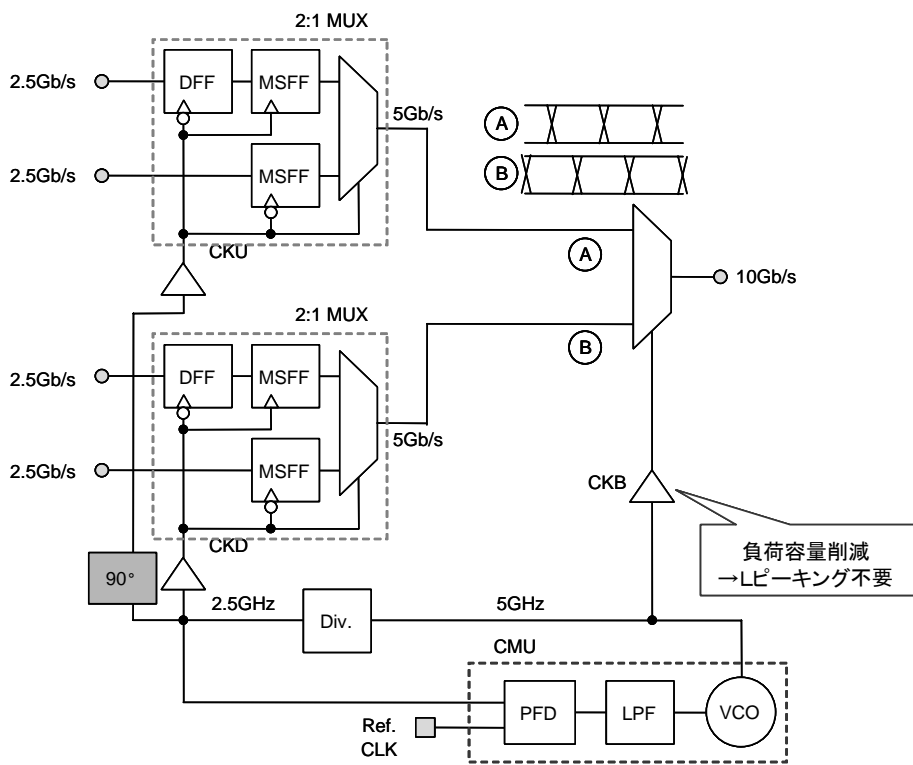 2:1 MUX
2.5Gb/s
DFF
MSFF
5Gb/s
2.5Gb/s
MSFF
CKU
A
B
A
10Gb/s
2:1 MUX
B
2.5Gb/s
DFF
MSFF
5Gb/s
2.5Gb/s
MSFF
CKD
CKB
負荷容量削減
→Lピーキング不要
90°
2.5GHz
Div.
5GHz
CMU
PFD
LPF
VCO
Ref.
CLK